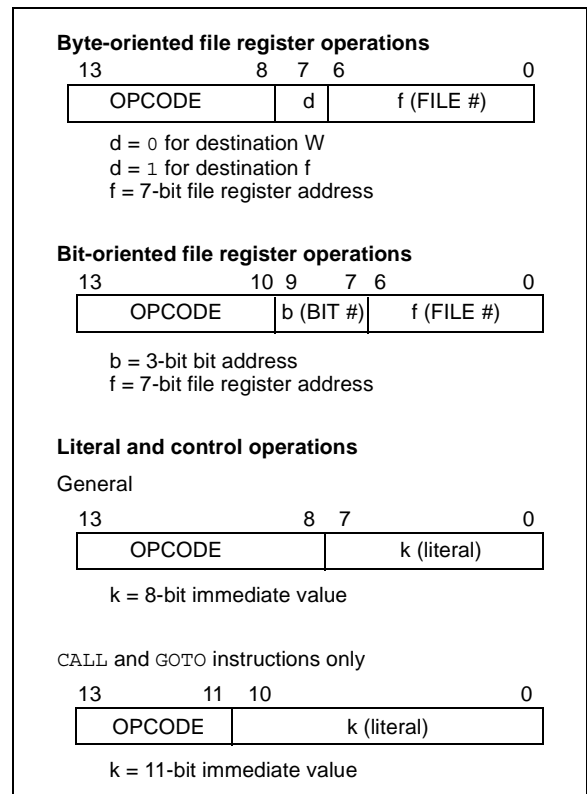 Byte-oriented file register operations
13 8 7 6 0
OPCODE d f (FILE #)
d = 0 for destination W
d = 1 for destination f
f = 7-bit file register address
Bit-oriented file register operations
13 10 9 7 6 0
OPCODE b (BIT #) f (FILE #)
b = 3-bit bit address
f = 7-bit file register address
Literal and control operations
General
13 8 7 0
OPCODE k (literal)
k = 8-bit immediate value
CALL and GOTO instructions only
13 11 10 0
OPCODE k (literal)
k = 11-bit immediate value